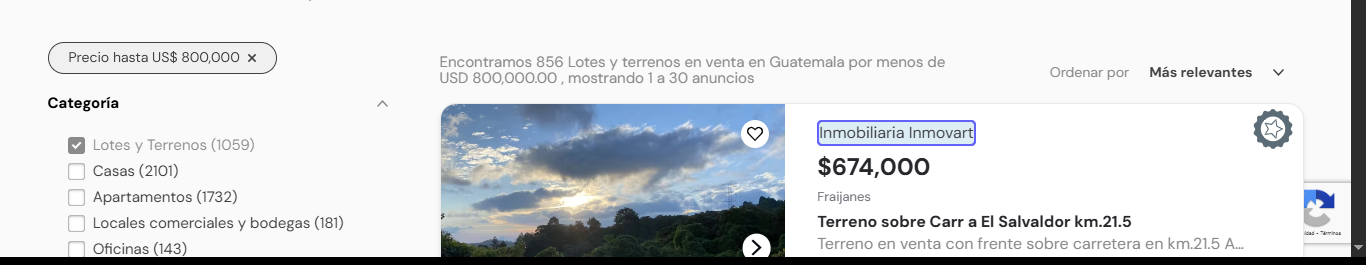 Precio hasta US$ 800,000 ×
Encontramos 856 Lotes y terrenos en venta en Guatemala por menos de
USD 800,000.00 , mostrando 1 a 30 anuncios
Ordenar por Más relevantes
Categoría
Lotes y Terrenos (1059)
Casas (2101)
Apartamentos (1732)
Locales comerciales y bodegas (181)
Oficinas (143)
Inmobiliaria Inmovart
$674,000
Fraijanes
Terreno sobre Carr a El Salvaldor km.21.5
Terreno en venta con frente sobre carretera en km.21.5 A...